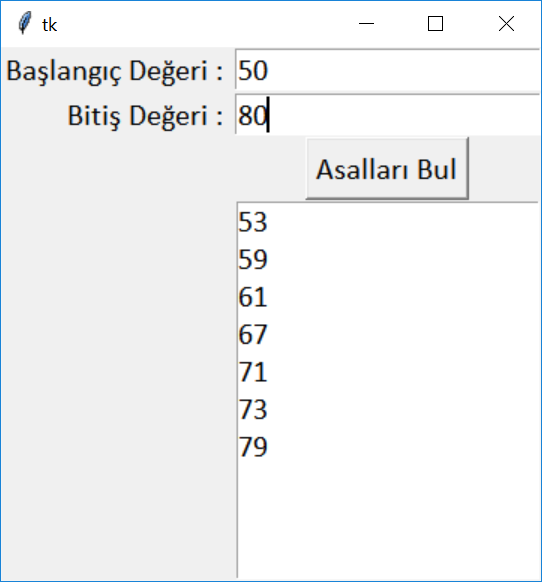 tk
Başlangıç Değeri : 50
Bitiş Değeri : 80
Asalları Bul
53
59
61
67
71
73
79